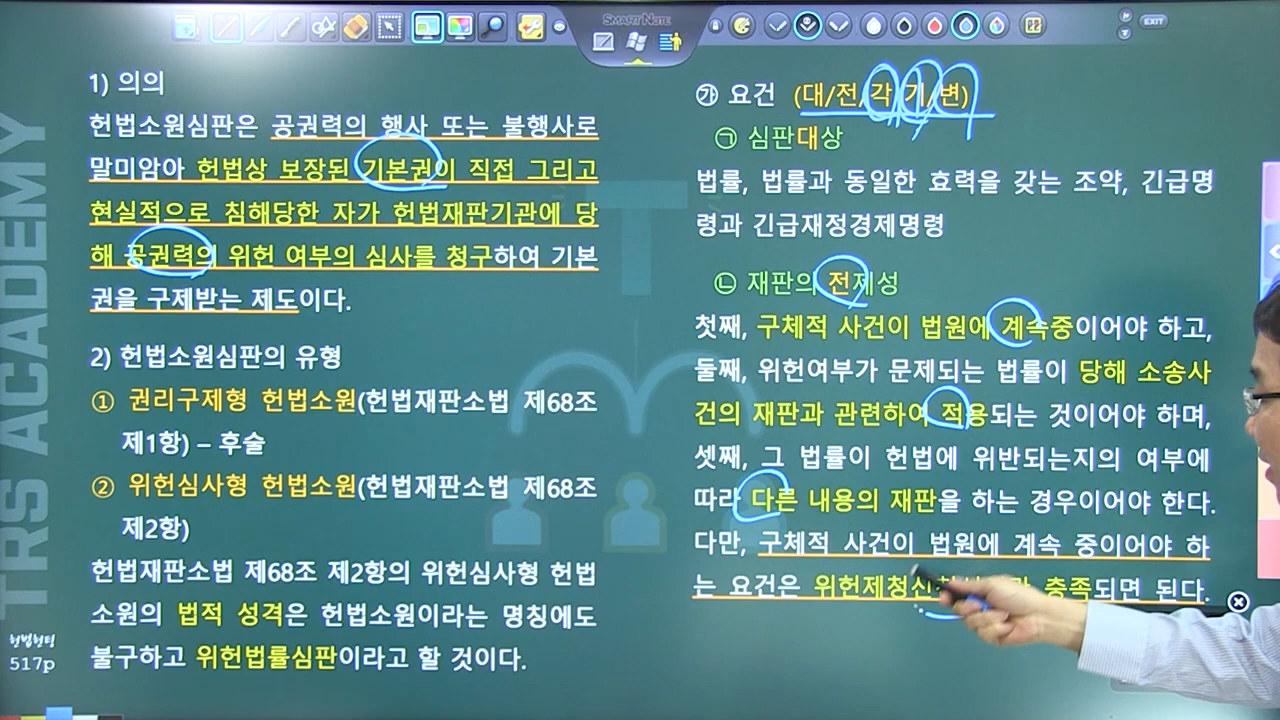 SMART NOTE
EXIT
TRS ACADEMY
1) 의의
헌법소원심판은 공권력의 행사 또는 불행사로
말미암아 헌법상 보장된 기본권이 직접 그리고
현실적으로 침해당한 자가 헌법재판기관에 당
해 공권력의 위헌 여부의 심사를 청구하여 기본
권을 구제받는 제도이다.
2) 헌법소원심판의 유형
① 권리구제형 헌법소원(헌법재판소법 제68조
제1항) – 후술
② 위헌심사형 헌법소원(헌법재판소법 제68조
제2항)
헌법재판소법 제68조 제2항의 위헌심사형 헌법
소원의 법적 성격은 헌법소원이라는 명칭에도
불구하고 위헌법률심판이라고 할 것이다.
517p
㉮ 요건 (대/전/각/기/변)
㉠ 심판대상
법률, 법률과 동일한 효력을 갖는 조약, 긴급명
령과 긴급재정경제명령
㉡ 재판의 전제성
첫째, 구체적 사건이 법원에 계속중이어야 하고,
둘째, 위헌여부가 문제되는 법률이 당해 소송사
건의 재판과 관련하여 적용되는 것이어야 하며,
셋째, 그 법률이 헌법에 위반되는지의 여부에
따라 다른 내용의 재판을 하는 경우이어야 한다.
다만, 구체적 사건이 법원에 계속 중이어야 하
는 요건은 위헌제청신 충족되면 된다.